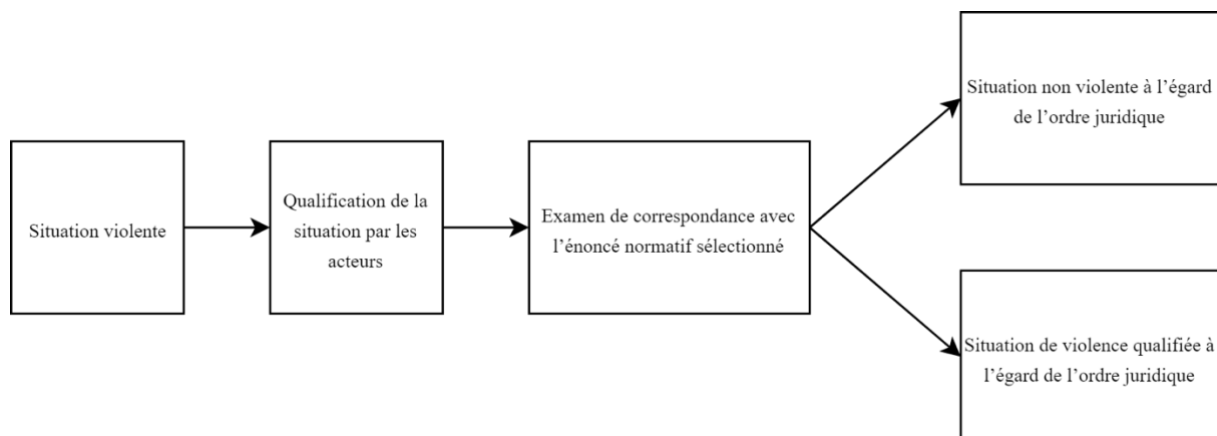 Situation violente
Qualification de la
situation par les
acteurs
Examen de correspondance avec
l’énoncé normatif sélectionné
Situation non violente à l’égard
de l’ordre juridique
Situation de violence qualifiée à
l’égard de l’ordre juridique